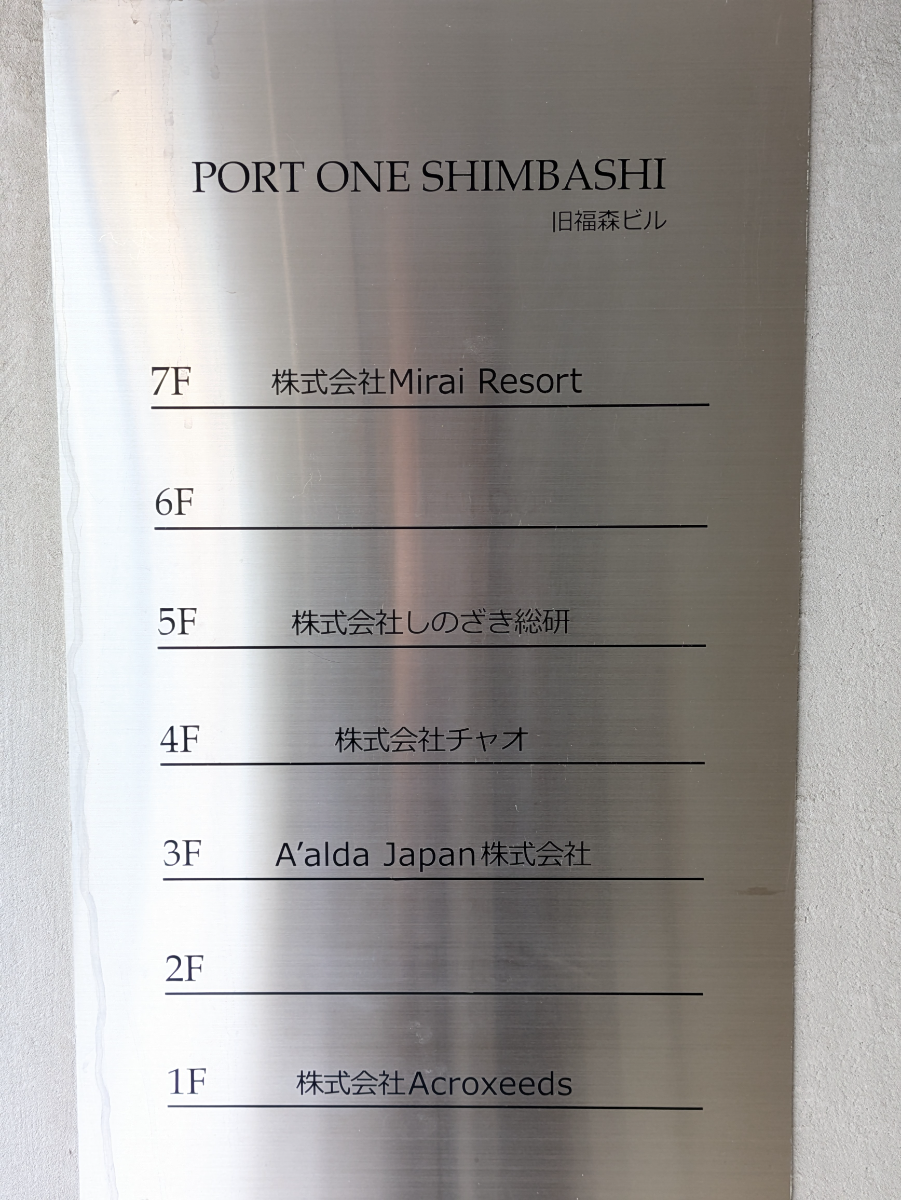 PORT ONE SHIMBASHI
旧福森ビル
7F 株式会社Mirai Resort
6F
5F 株式会社しのざき総研
4F 株式会社チャオ
3F A’alda Japan株式会社
2F
1F 株式会社Acroxeeds